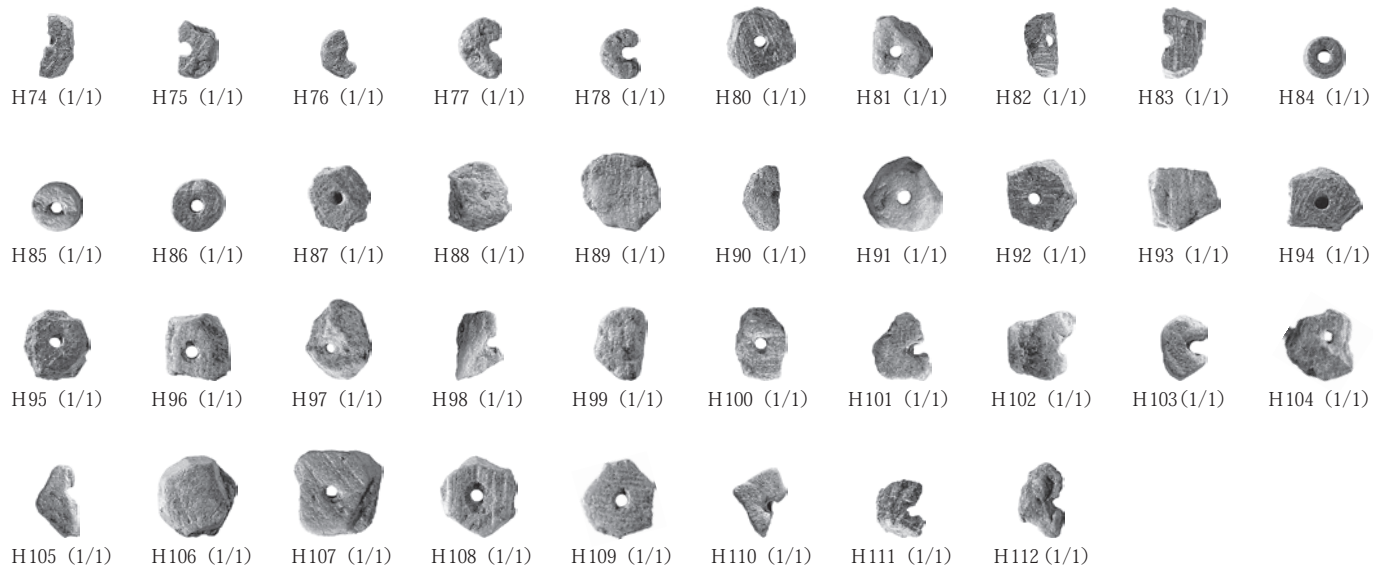 H74 (1/1) H75 (1/1) H76 (1/1) H77 (1/1) H78 (1/1) H80 (1/1) H81 (1/1) H82 (1/1) H83 (1/1) H84 (1/1)
H85 (1/1) H86 (1/1) H87 (1/1) H88 (1/1) H89 (1/1) H90 (1/1) H91 (1/1) H92 (1/1) H93 (1/1) H94 (1/1)
H95 (1/1) H96 (1/1) H97 (1/1) H98 (1/1) H99 (1/1) H100 (1/1) H101 (1/1) H102 (1/1) H103(1/1) H104 (1/1)
H105 (1/1) H106 (1/1) H107 (1/1) H108 (1/1) H109 (1/1) H110 (1/1) H111 (1/1) H112 (1/1)